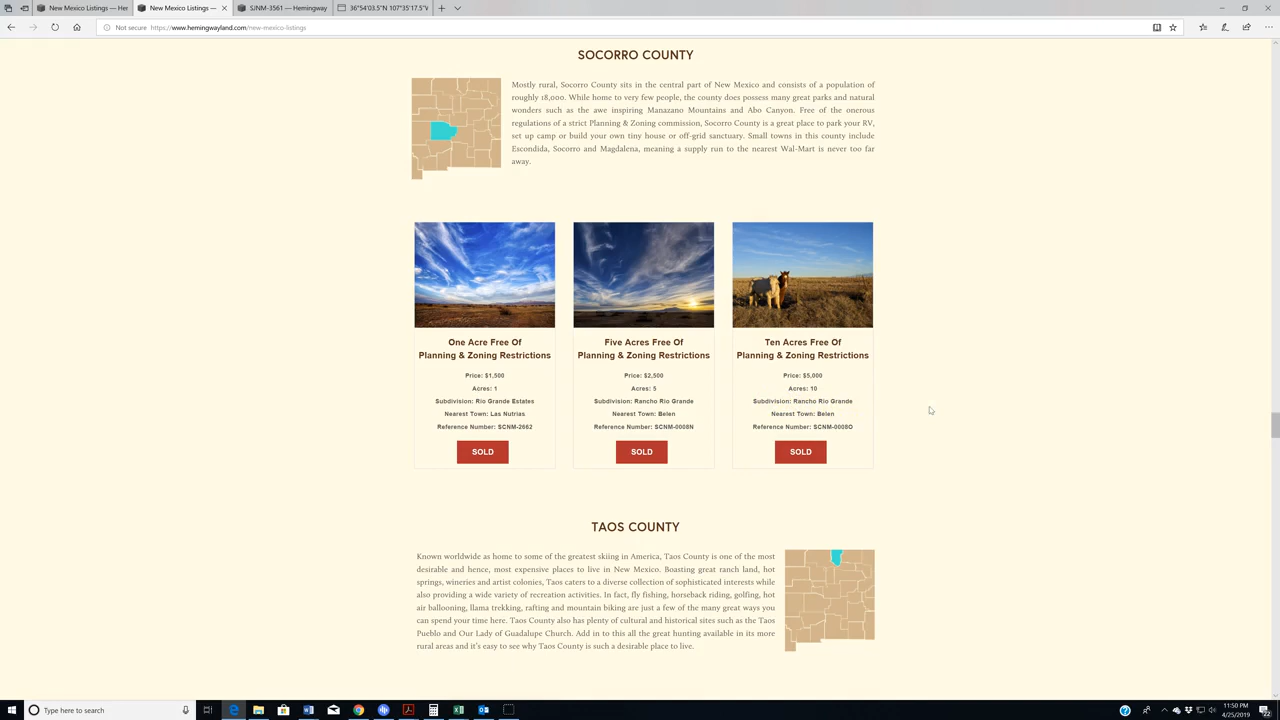 New Mexico Listings — Her
New Mexico Listings —
SJNM-3561 — Hemingway
36°54'03.5"N 107°35'17.5"
Not secure https://www.hemingwayland.com/new-mexico-listings
SOCORRO COUNTY
Mostly rural, Socorro County sits in the central part of New Mexico and consists of a population of
roughly 18,000. While home to very few people, the county does possess many great parks and natural
wonders such as the awe inspiring Manazano Mountains and Abo Canyon. Free of the onerous
regulations of a strict Planning & Zoning commission, Socorro County is a great place to park your RV,
set up camp or build your own tiny house or off-grid sanctuary. Small towns in this county include
Escondida, Socorro and Magdalena, meaning a supply run to the nearest Wal-Mart is never too far
away.
One Acre Free Of
Planning & Zoning Restrictions
Price: $1,500
Acres: 1
Subdivision: Rio Grande Estates
Nearest Town: Las Nutrias
Reference Number: SCNM-2662
SOLD
Five Acres Free Of
Planning & Zoning Restrictions
Price: $2,500
Acres: 5
Subdivision: Rancho Rio Grande
Nearest Town: Belen
Reference Number: SCNM-0008N
SOLD
Ten Acres Free Of
Planning & Zoning Restrictions
Price: $5,000
Acres: 10
Subdivision: Rancho Rio Grande
Nearest Town: Belen
Reference Number: SCNM-0008O
SOLD
TAOS COUNTY
Known worldwide as home to some of the greatest skiing in America, Taos County is one of the most
desirable and hence, most expensive places to live in New Mexico. Boasting great ranch land, hot
springs, wineries and artist colonies, Taos caters to a diverse collection of sophisticated interests while
also providing a wide variety of recreation activities. In fact, fly fishing, horseback riding, golfing, hot
air ballooning, llama trekking, rafting and mountain biking are just a few of the many great ways you
can spend your time here. Taos County also has plenty of cultural and historical sites such as the Taos
Pueblo and Our Lady of Guadalupe Church. Add in to this all the great hunting available in its more
rural areas and it's easy to see why Taos County is such a desirable place to live.
Type here to search
11:50 PM
4/25/2019
22